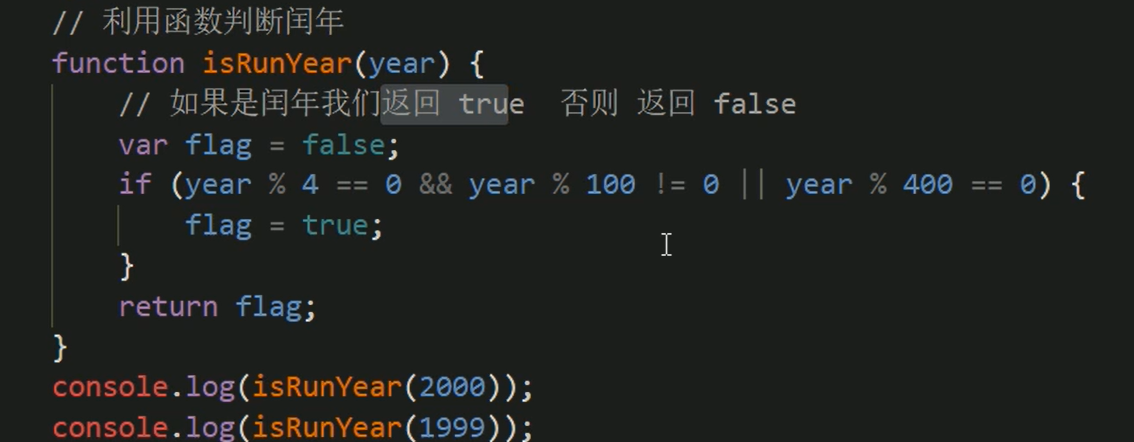 // 利用函数判断闰年
function isRunYear(year) {
// 如果是闰年我们返回 true 否则 返回 false
var flag = false;
if (year % 4 == 0 && year % 100 != 0 || year % 400 == 0) {
flag = true;
}
return flag;
}
console.log(isRunYear(2000));
console.log(isRunYear(1999));